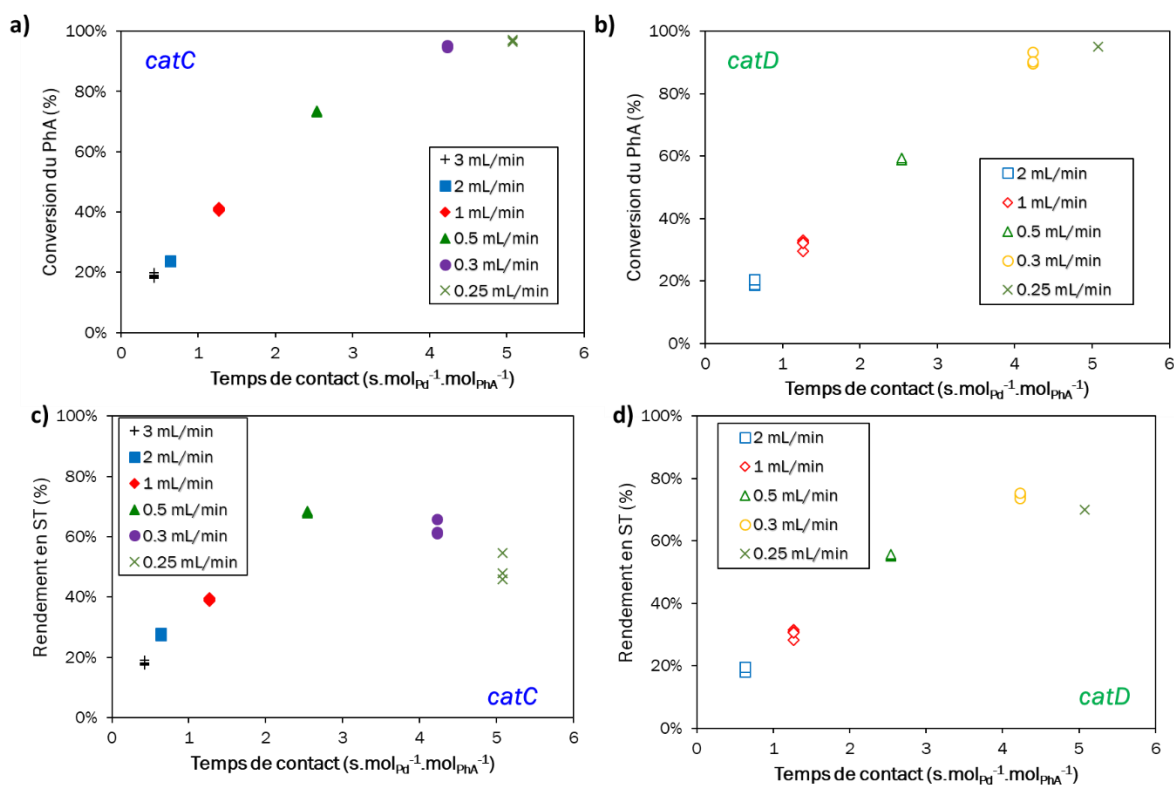 a)
catC
Conversion du PhA (%)
100%
80%
60%
40%
20%
0%
3 mL/min
2 mL/min
1 mL/min
0.5 mL/min
0.3 mL/min
0.25 mL/min
0 1 2 3 4 5 6
Temps de contact (s.molPd-1.molPhA-1)
b)
catD
Conversion du PhA (%)
100%
80%
60%
40%
20%
0%
2 mL/min
1 mL/min
0.5 mL/min
0.3 mL/min
0.25 mL/min
0 1 2 3 4 5 6
Temps de contact (s.molPd-1.molPhA-1)
c)
Rendement en ST (%)
100%
80%
60%
40%
20%
0%
3 mL/min
2 mL/min
1 mL/min
0.5 mL/min
0.3 mL/min
0.25 mL/min
catC
0 1 2 3 4 5 6
Temps de contact (s.molPd-1.molPhA-1)
d)
Rendement en ST (%)
100%
80%
60%
40%
20%
0%
2 mL/min
1 mL/min
0.5 mL/min
0.3 mL/min
0.25 mL/min
catD
0 1 2 3 4 5 6
Temps de contact (s.molPd-1.molPhA-1)